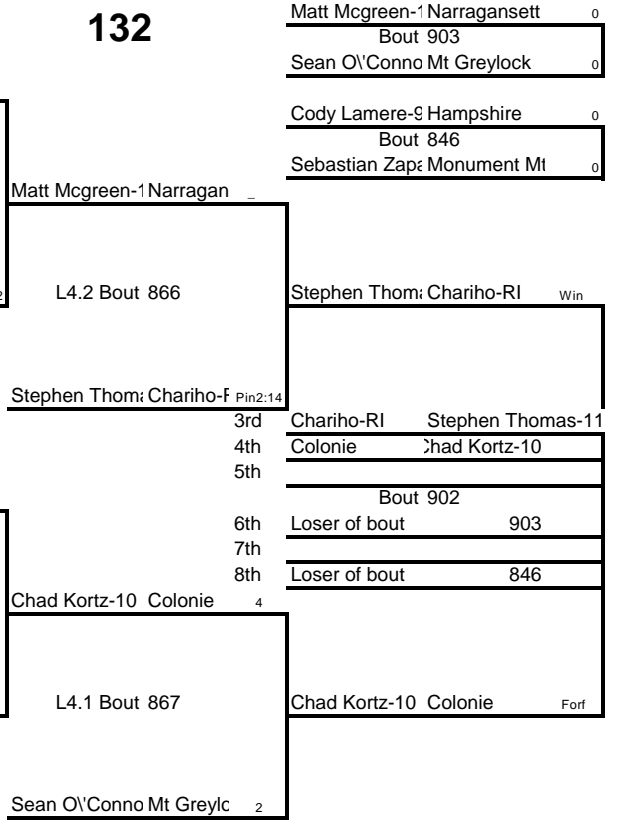 132
Matt Mcgreen-1 Narragansett 0
Bout 903
Sean O\'Conno Mt Greylock 0
Cody Lamere-9 Hampshire 0
Bout 846
Sebastian Zapa Monument Mt 0
Matt Mcgreen-1 Narragan _
L4.2 Bout 866
Stephen Thoma Chariho-RI Win
Stephen Thoma Chariho-F Pin2:14
3rd Chariho-RI Stephen Thomas-11
4th Colonie Chad Kortz-10
5th
Bout 902
6th Loser of bout 903
7th
8th Loser of bout 846
Chad Kortz-10 Colonie 4
L4.1 Bout 867
Chad Kortz-10 Colonie Forf
Sean O\'Conno Mt Greylc 2